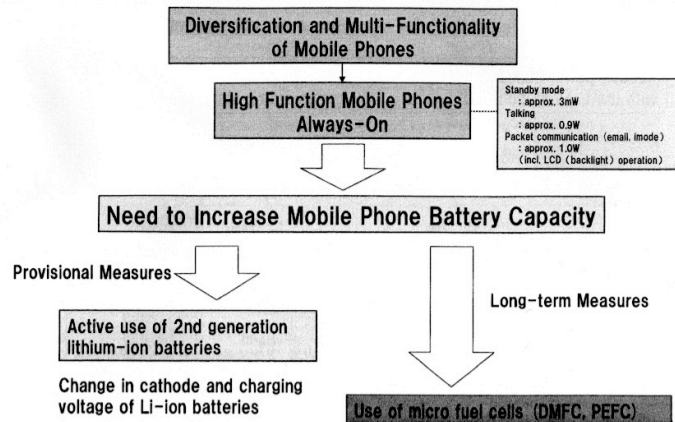 Diversification and Multi-Functionality
of Mobile Phones
High Function Mobile Phones
Always-On
Standby mode
: approx. 3mW
Talking
: approx. 0.9W
Packet communication (email, imode)
: approx. 1.0W
(incl. LCD (backlight) operation)
Need to Increase Mobile Phone Battery Capacity
Provisional Measures
Long-term Measures
Active use of 2nd generation
lithium-ion batteries
Change in cathode and charging
voltage of Li-ion batteries
Use of micro fuel cells (DMFC, PEFC)